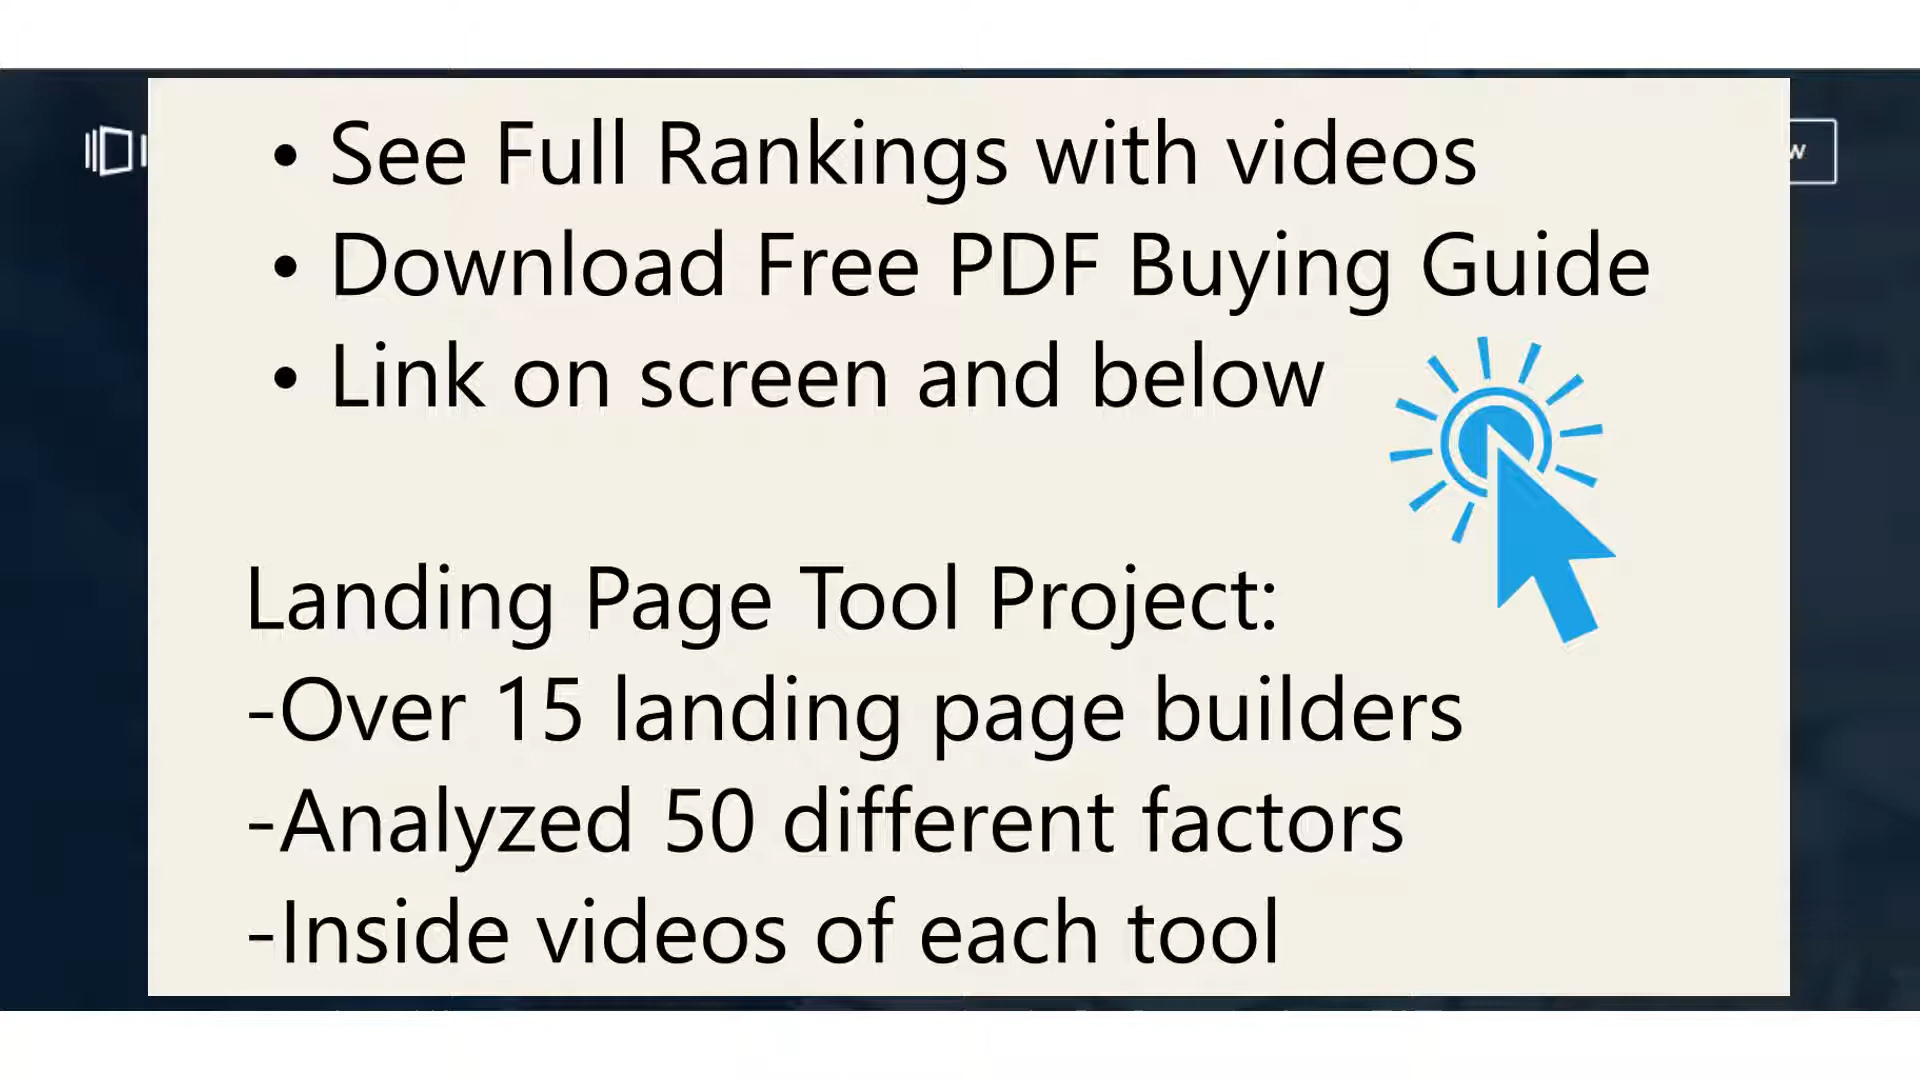 • See Full Rankings with videos
• Download Free PDF Buying Guide
• Link on screen and below
Landing Page Tool Project:
-Over 15 landing page builders
-Analyzed 50 different factors
-Inside videos of each tool